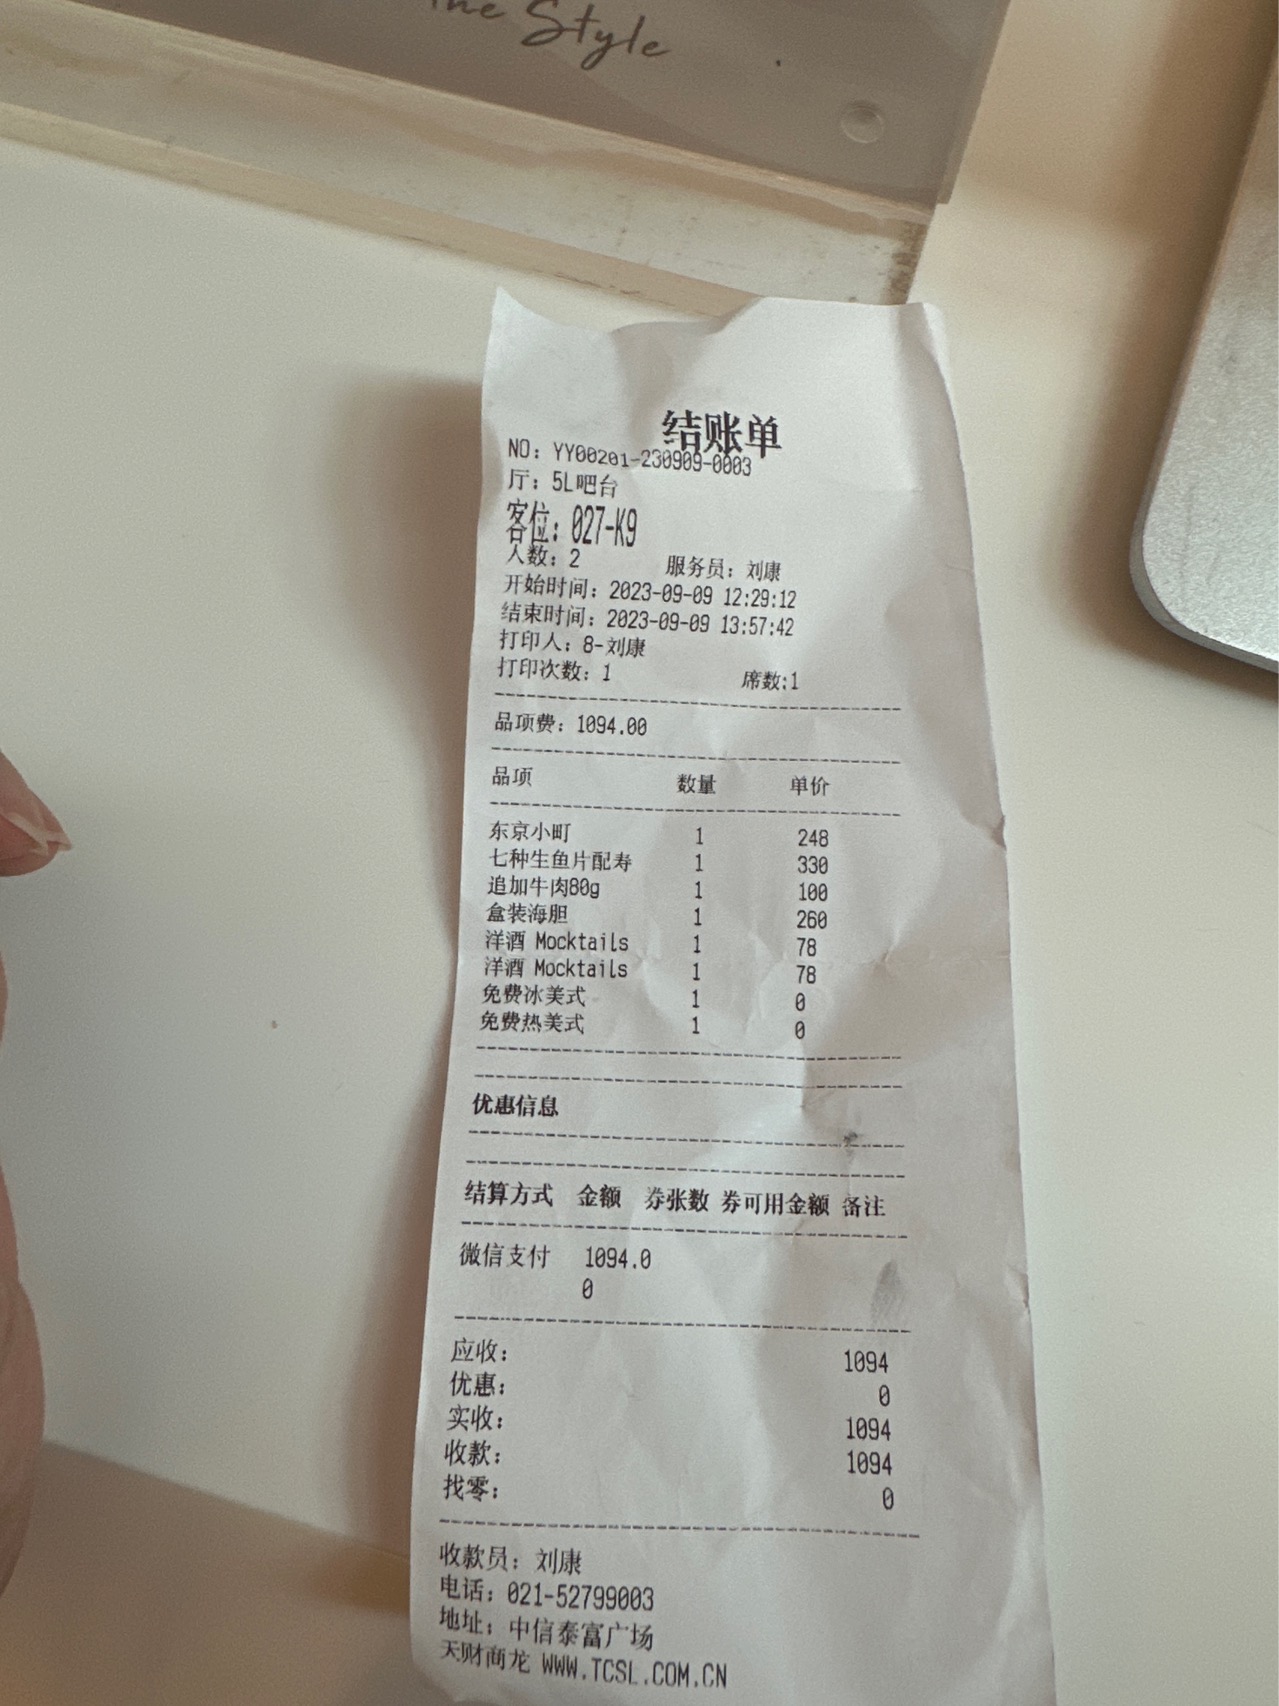 the Style
结账单
NO: YY00201-230909-0003
厅: 5L吧台
客位: 027-K9
人数: 2 服务员: 刘康
开始时间: 2023-09-09 12:29:12
结束时间: 2023-09-09 13:57:42
打印人: 8-刘康
打印次数: 1 席数:1
品项费: 1094.00
品项 数量 单价
东京小町 1 248
七种生鱼片配寿 1 330
追加牛肉80g 1 100
盒装海胆 1 260
洋酒 Mocktails 1 78
洋酒 Mocktails 1 78
免费冰美式 1 0
免费热美式 1 0
优惠信息
结算方式 金额 券张数 券可用金额 备注
微信支付 1094.0
0
应收: 1094
优惠: 0
实收: 1094
收款: 1094
找零: 0
收款员: 刘康
电话: 021-52799003
地址: 中信泰富广场
天财商龙 WWW.TCSL.COM.CN